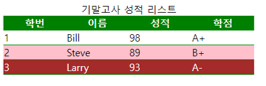 기말고사 성적 리스트
학번 이름 성적 학점
1 Bill 98 A+
2 Steve 89 B+
3 Larry 93 A-